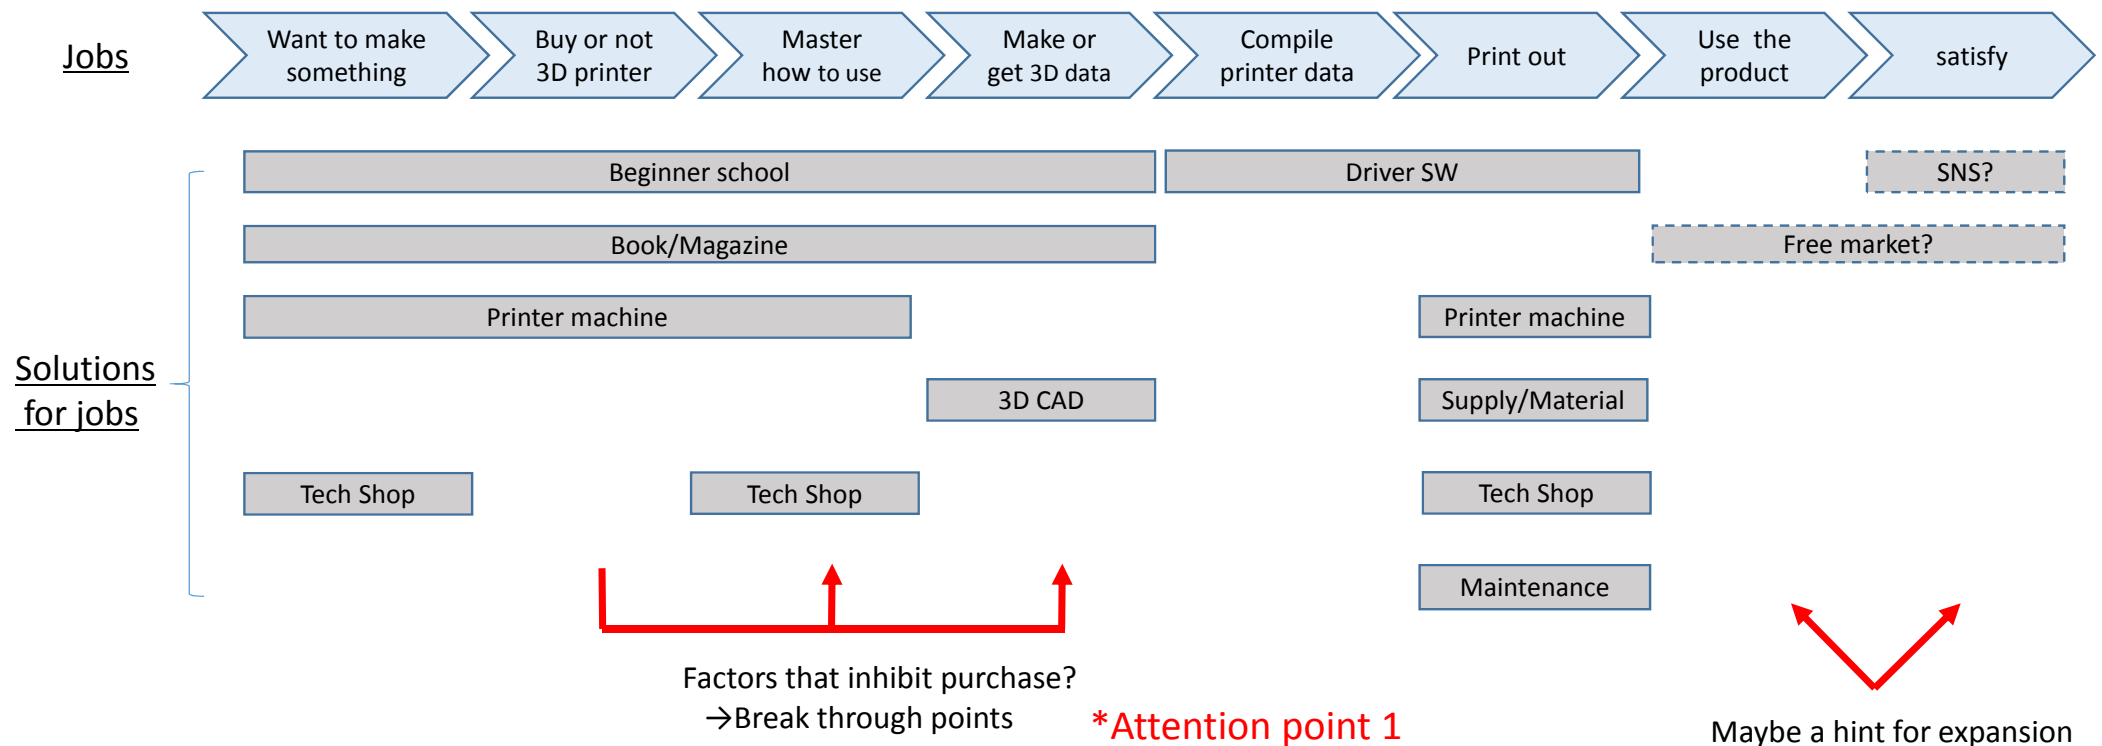 Jobs
Want to make
something
Buy or not
3D printer
Master
how to use
Make or
get 3D data
Compile
printer data
Print out
Use the
product
satisfy
Solutions
for jobs
Beginner school
Driver SW
SNS?
Book/Magazine
Free market?
Printer machine
Printer machine
3D CAD
Supply/Material
Tech Shop
Tech Shop
Tech Shop
Maintenance
Factors that inhibit purchase?
→Break through points
*Attention point 1
Maybe a hint for expansion